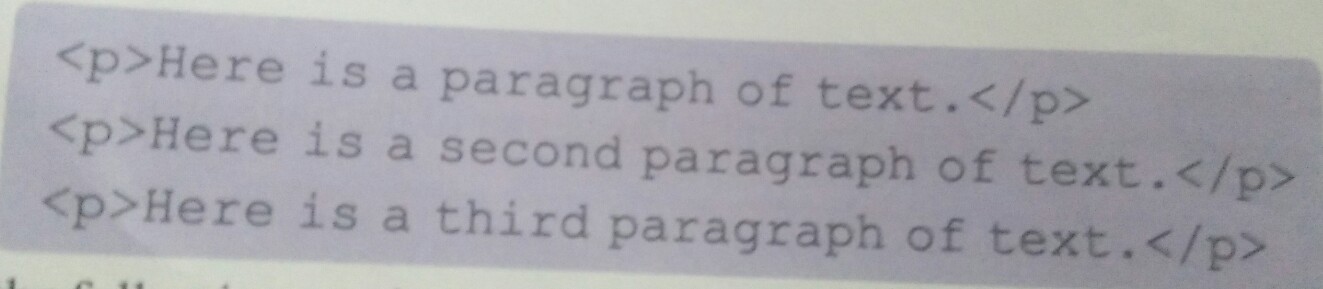 <p>Here is a paragraph of text.</p>
<p>Here is a second paragraph of text.</p>
<p>Here is a third paragraph of text.</p>